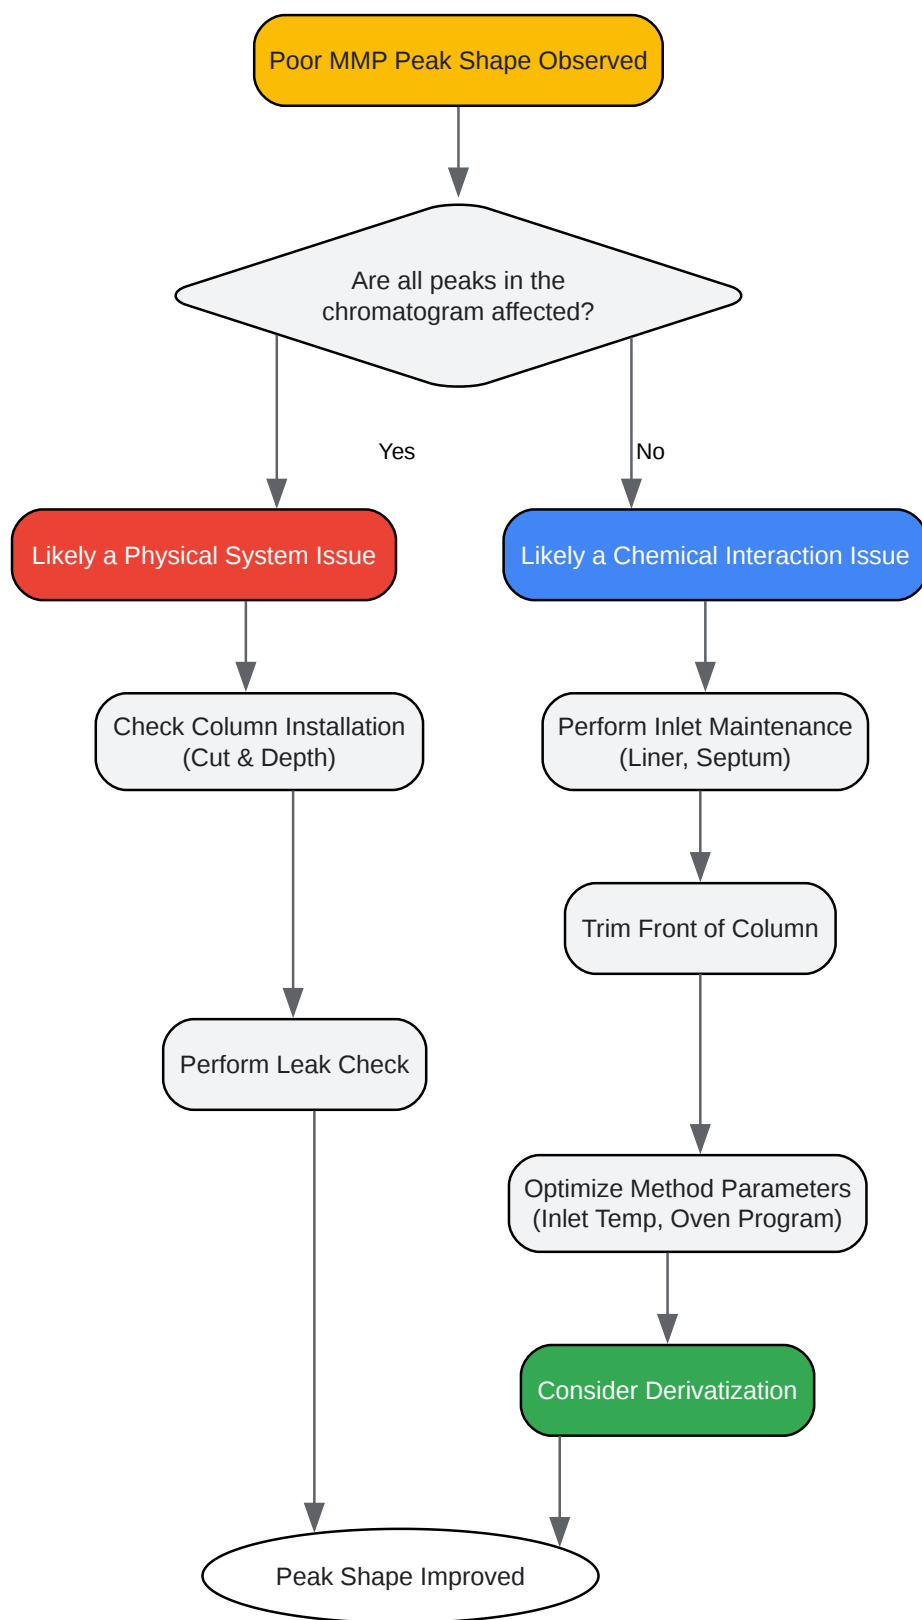 Poor MMP Peak Shape Observed
Are all peaks in the
chromatogram affected?
Yes
No
Likely a Physical System Issue
Likely a Chemical Interaction Issue
Check Column Installation
(Cut & Depth)
Perform Inlet Maintenance
(Liner, Septum)
Trim Front of Column
Perform Leak Check
Optimize Method Parameters
(Inlet Temp, Oven Program)
Consider Derivatization
Peak Shape Improved